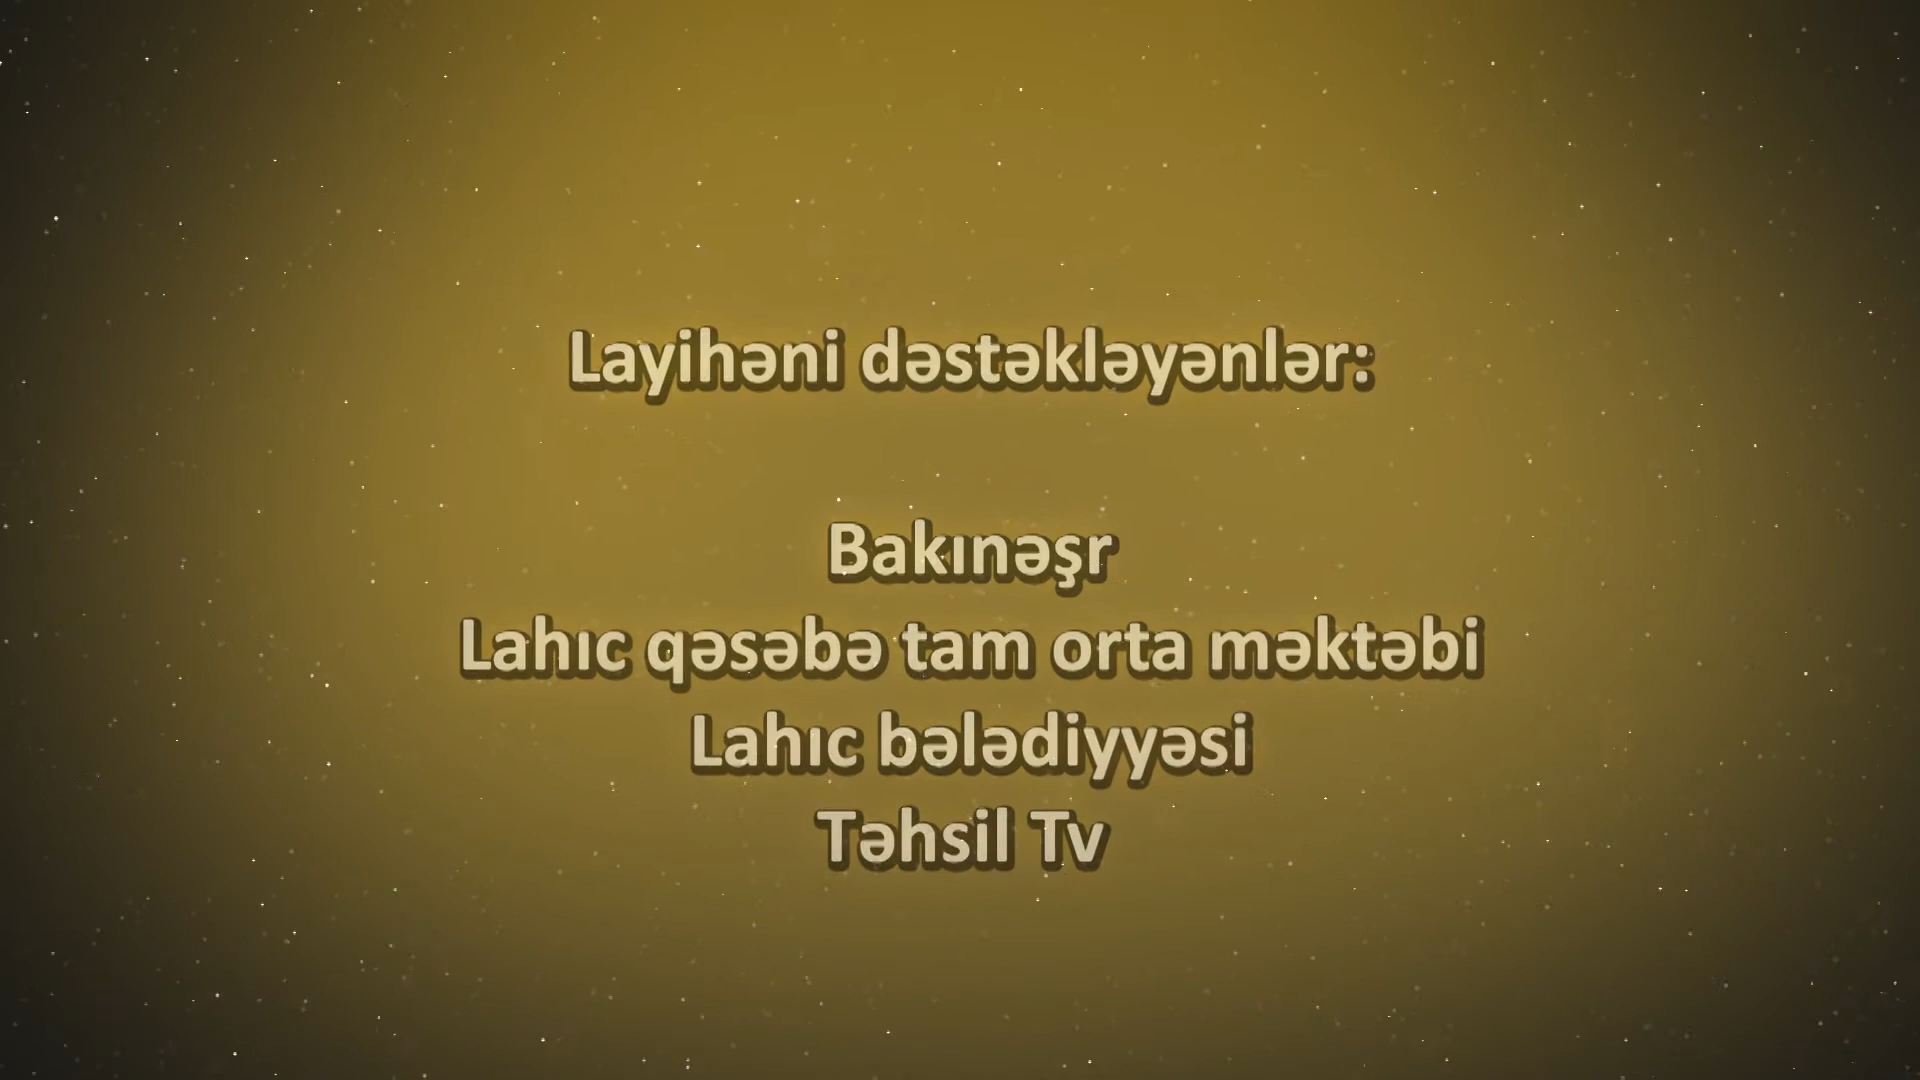 Layihəni dəstəkləyənlər:
Bakınəşr
Lahıc qəsəbə tam orta məktəbi
Lahıc bələdiyyəsi
Təhsil Tv